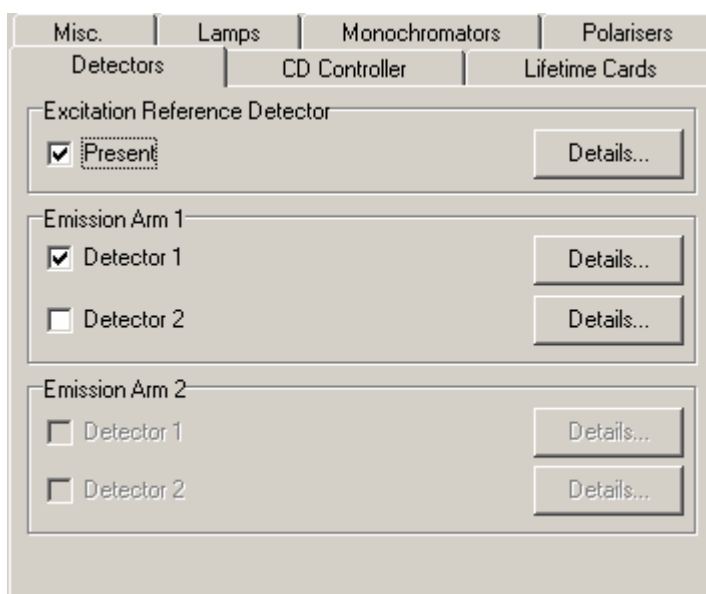 Misc. Lamps Monochromators Polarisers
Detectors CD Controller Lifetime Cards
Excitation Reference Detector
Present Details...
Emission Arm 1
Detector 1 Details...
Detector 2 Details...
Emission Arm 2
Detector 1 Details...
Detector 2 Details...